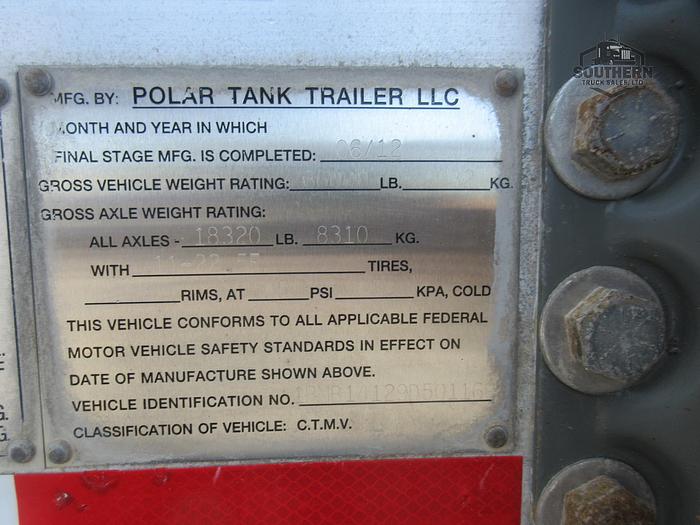 SOUTHERN
TRUCK SALES, LTD.
MFG. BY: POLAR TANK TRAILER LLC
MONTH AND YEAR IN WHICH
FINAL STAGE MFG. IS COMPLETED: 06/12
GROSS VEHICLE WEIGHT RATING: LB. KG.
GROSS AXLE WEIGHT RATING:
ALL AXLES - 18320 LB. 8310 KG.
WITH TIRES,
RIMS, AT PSI KPA, COLD
THIS VEHICLE CONFORMS TO ALL APPLICABLE FEDERAL
MOTOR VEHICLE SAFETY STANDARDS IN EFFECT ON
DATE OF MANUFACTURE SHOWN ABOVE.
VEHICLE IDENTIFICATION NO.
CLASSIFICATION OF VEHICLE: C.T.M.V.